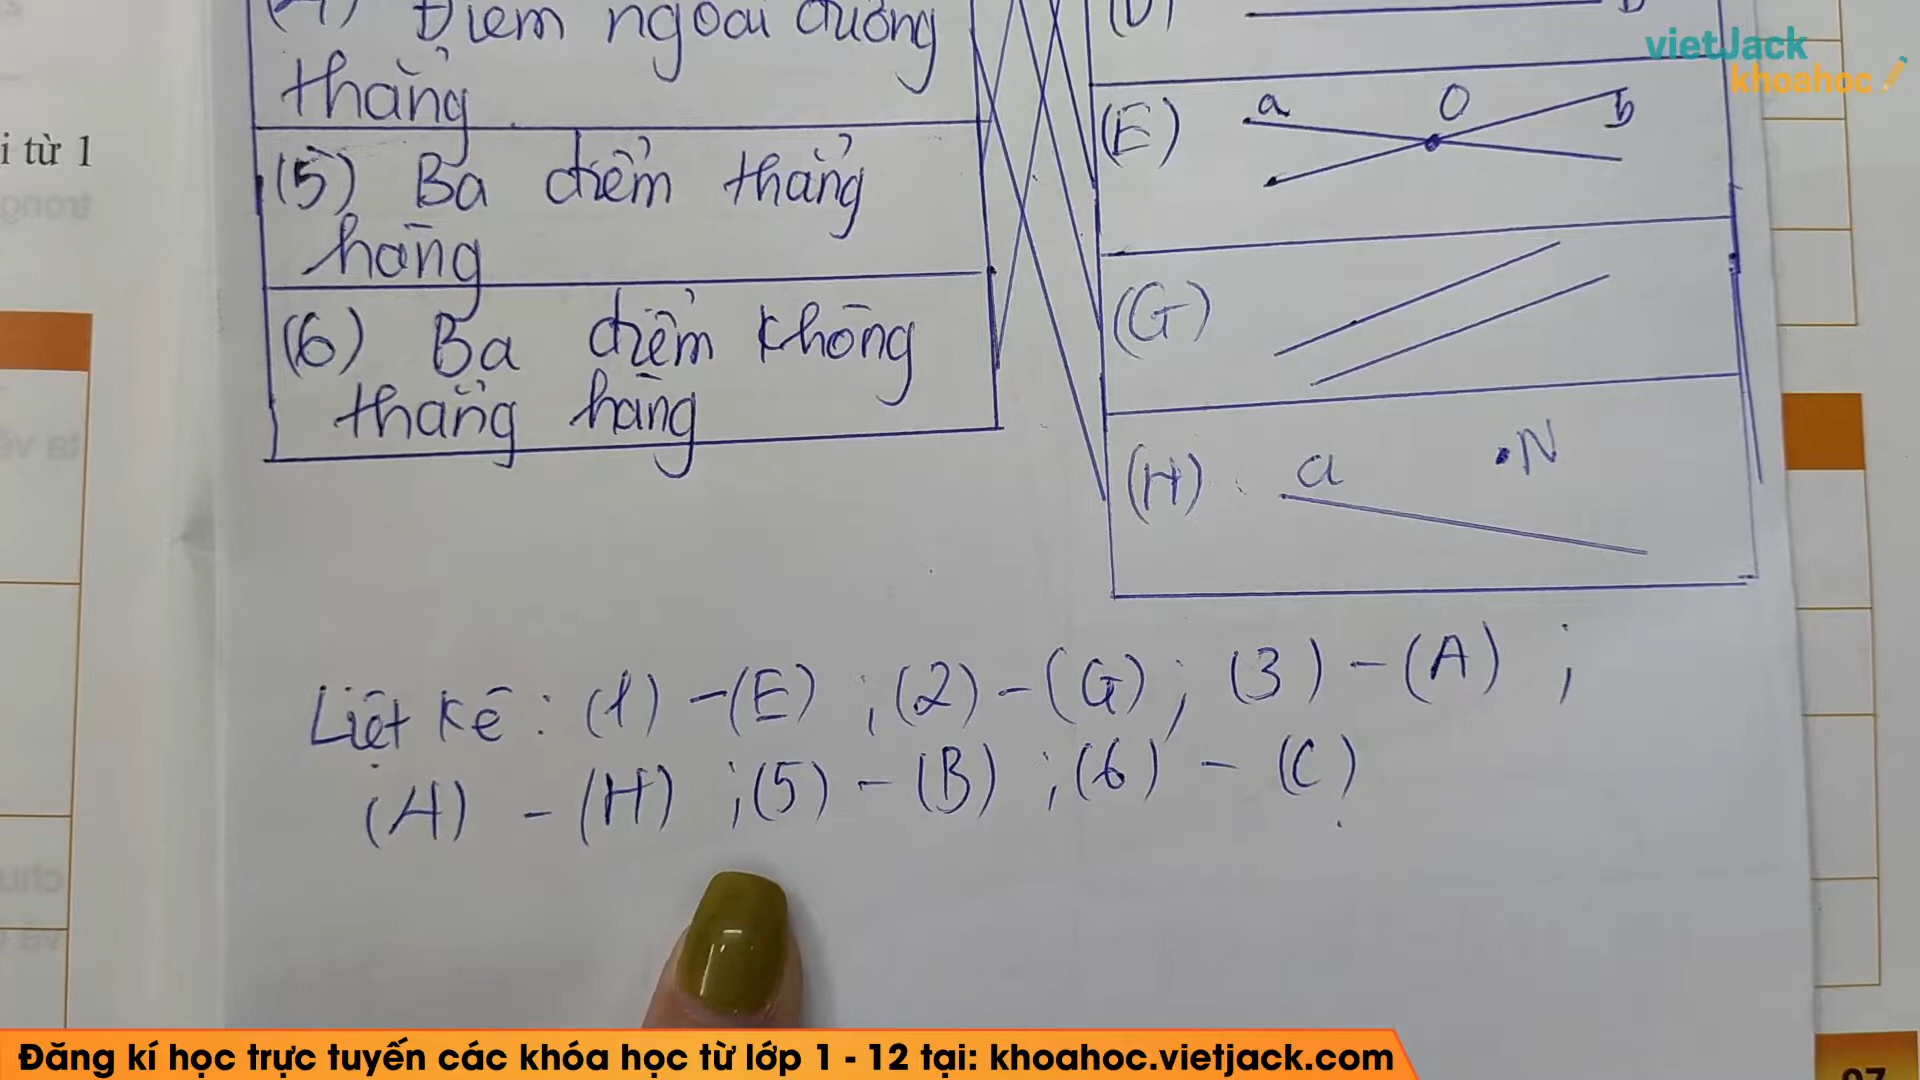 (4) Điểm ngoài đường
thẳng
(5) Ba điểm thẳng
hàng
(6) Ba điểm không
thẳng hàng
(D)
(E) a O b
(G)
(H) a N
Liệt kê: (1) - (E) ; (2) - (G) ; (3) - (A) ;
(4) - (H) ; (5) - (B) ; (6) - (C)
i từ 1
vietJack
khoahoc
Đăng kí học trực tuyến các khóa học từ lớp 1 - 12 tại: khoahoc.vietjack.com